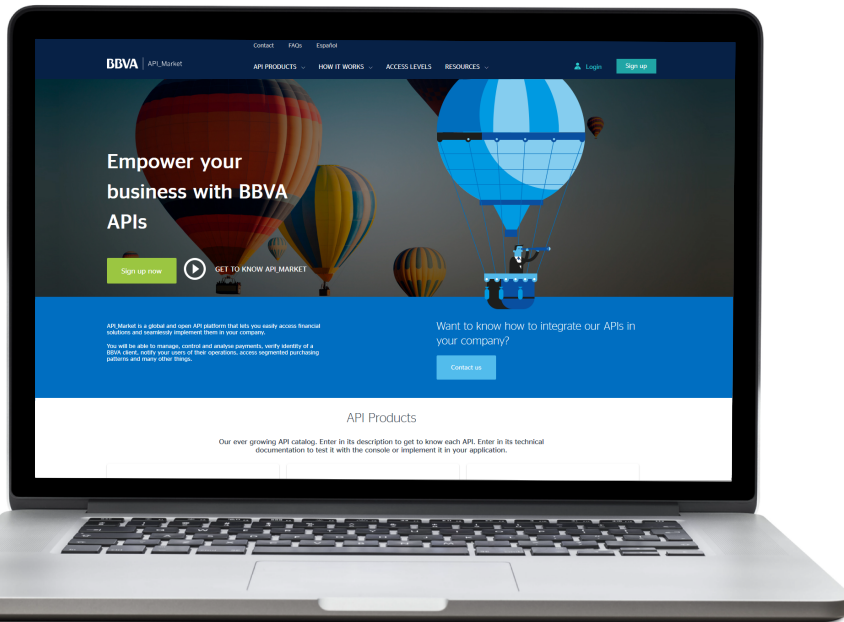 Contact FAQs Español
BBVA API_Market API PRODUCTS HOW IT WORKS ACCESS LEVELS RESOURCES Login Sign up
Empower your
business with BBVA
APIs
Sign up now GET TO KNOW API_MARKET
API_Market is a global and open API platform that lets you easily access financial
solutions and seamlessly implement them in your company.
You will be able to manage, control and analyse payments, verify identity of a
BBVA client, notify your users of their operations, access segmented purchasing
patterns and many other things.
Want to know how to integrate our APIs in
your company?
Contact us
API Products
Our ever growing API catalog. Enter in its description to get to know each API. Enter in its technical
documentation to test it with the console or implement it in your application.